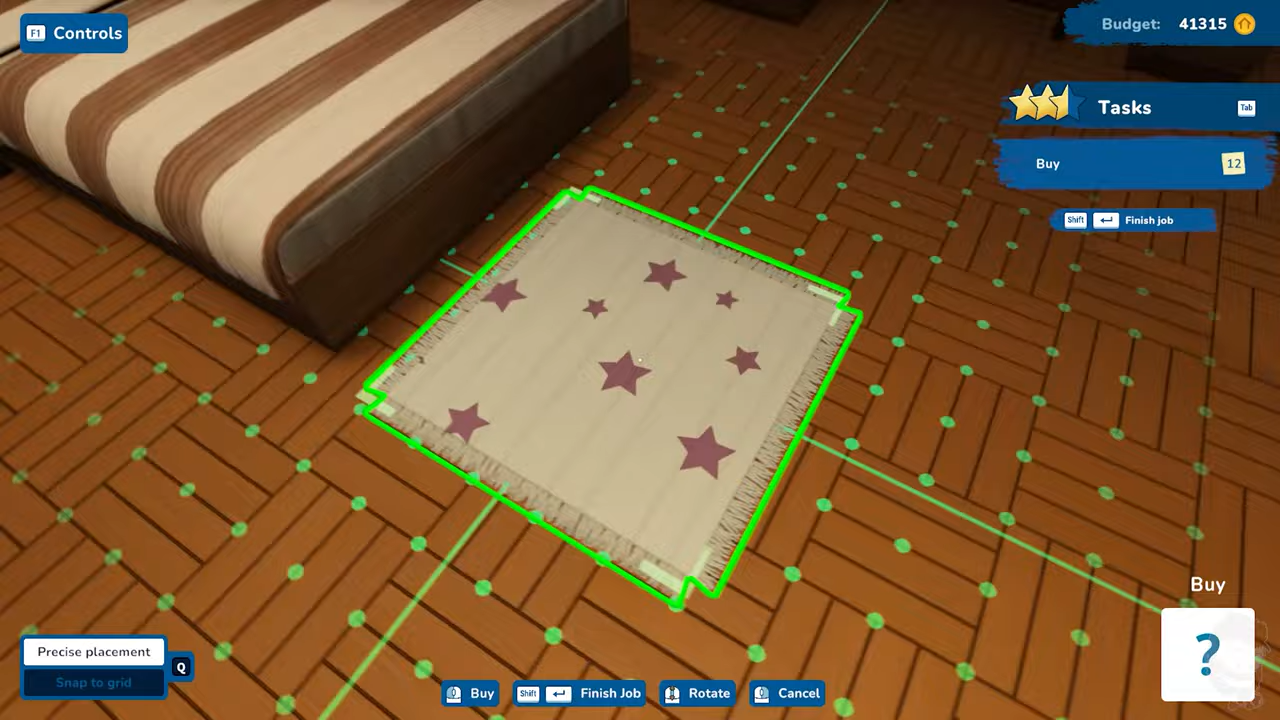 F1 Controls
Budget: 41315
Tasks Tab
Buy 12
Shift Finish job
Buy
?
Precise placement
Snap to grid
Q
Buy Shift Finish Job Rotate Cancel